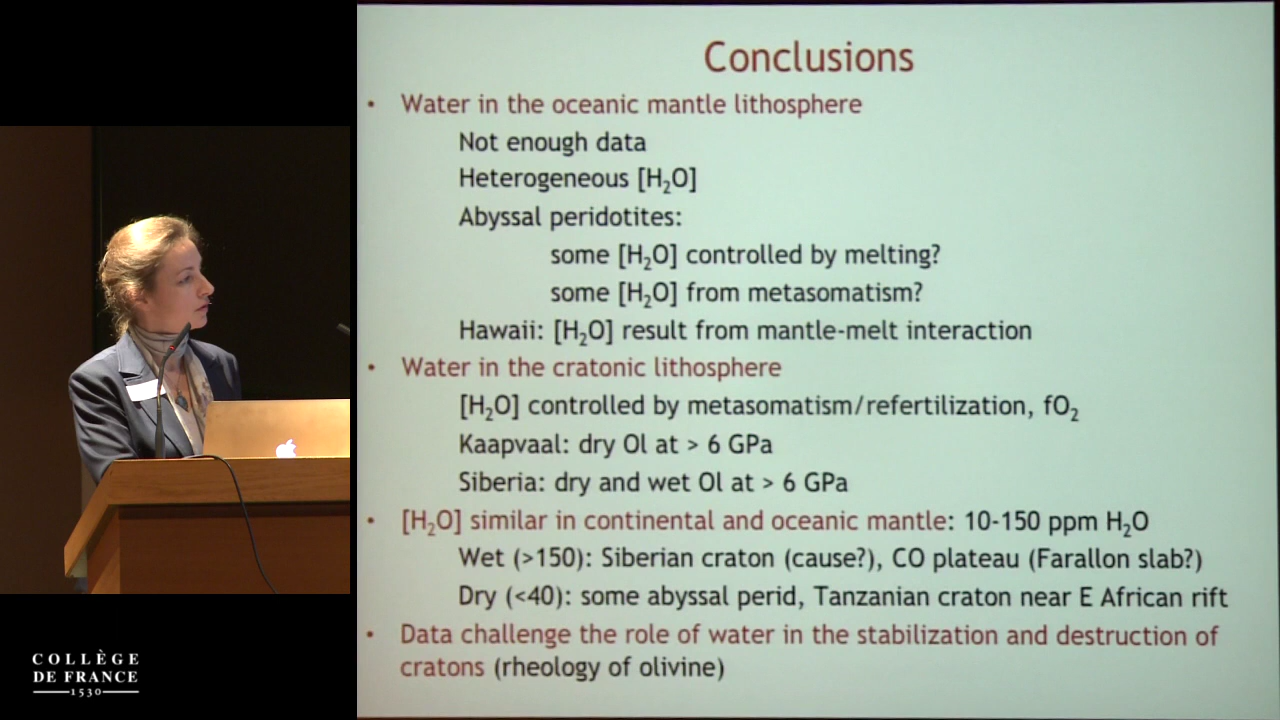 Conclusions
• Water in the oceanic mantle lithosphere
Not enough data
Heterogeneous [H₂O]
Abyssal peridotites:
some [H₂O] controlled by melting?
some [H₂O] from metasomatism?
Hawaii: [H₂O] result from mantle-melt interaction
• Water in the cratonic lithosphere
[H₂O] controlled by metasomatism/refertilization, fO₂
Kaapvaal: dry Ol at > 6 GPa
Siberia: dry and wet Ol at > 6 GPa
• [H₂O] similar in continental and oceanic mantle: 10-150 ppm H₂O
Wet (>150): Siberian craton (cause?), CO plateau (Farallon slab?)
Dry (<40): some abyssal perid, Tanzanian craton near E African rift
• Data challenge the role of water in the stabilization and destruction of
cratons (rheology of olivine)
COLLÈGE
DE FRANCE
1530